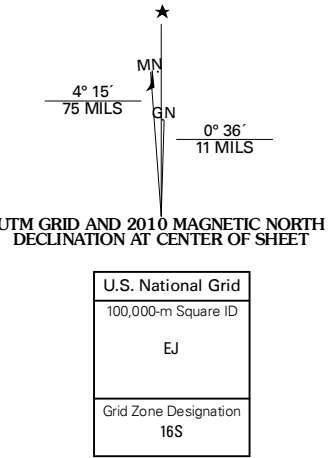 ★
MN
4° 15´
75 MILS
GN
0° 36´
11 MILS
UTM GRID AND 2010 MAGNETIC NORTH
DECLINATION AT CENTER OF SHEET
U.S. National Grid
100,000-m Square ID
EJ
Grid Zone Designation
16S